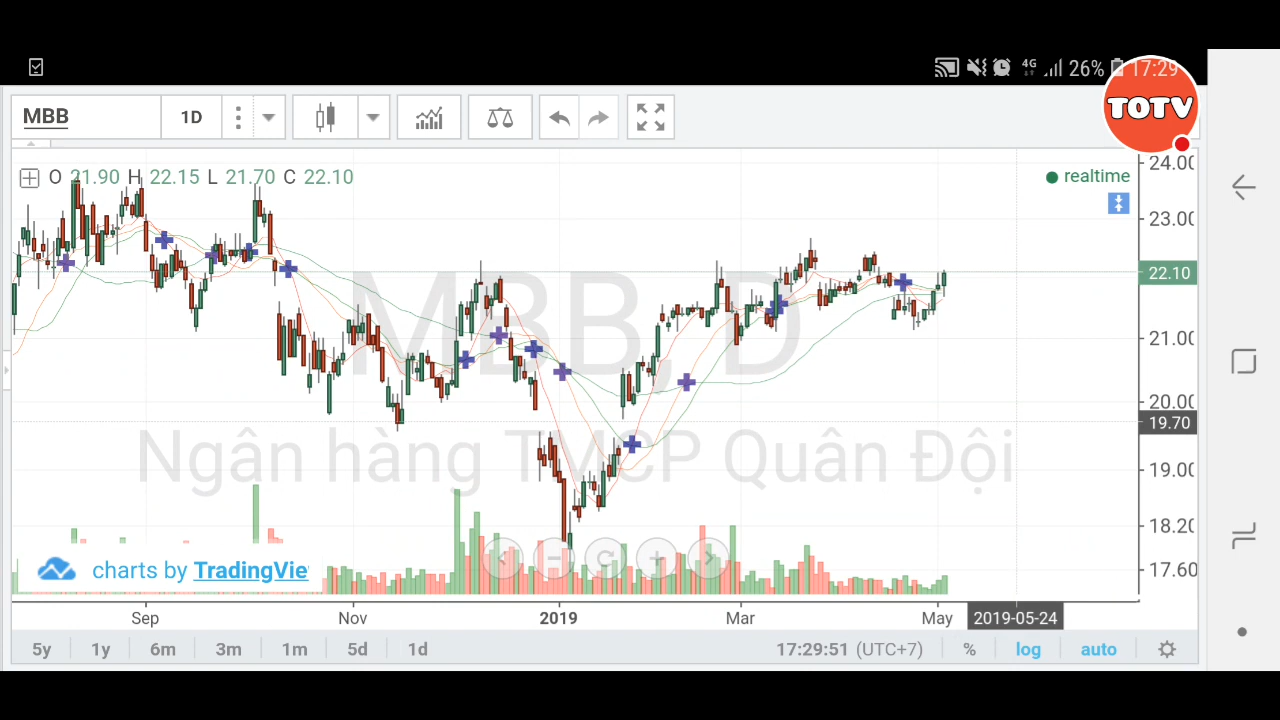 4G 26% 17:29
TOTV
MBB 1D
O 21.90 H 22.15 L 21.70 C 22.10
realtime
24.00
23.00
22.10
21.00
20.00
19.70
19.00
18.20
17.60
MBB, D
Ngân hàng TMCP Quân Đội
charts by TradingVie
Sep Nov 2019 Mar May 2019-05-24
5y 1y 6m 3m 1m 5d 1d 17:29:51 (UTC+7) % log auto